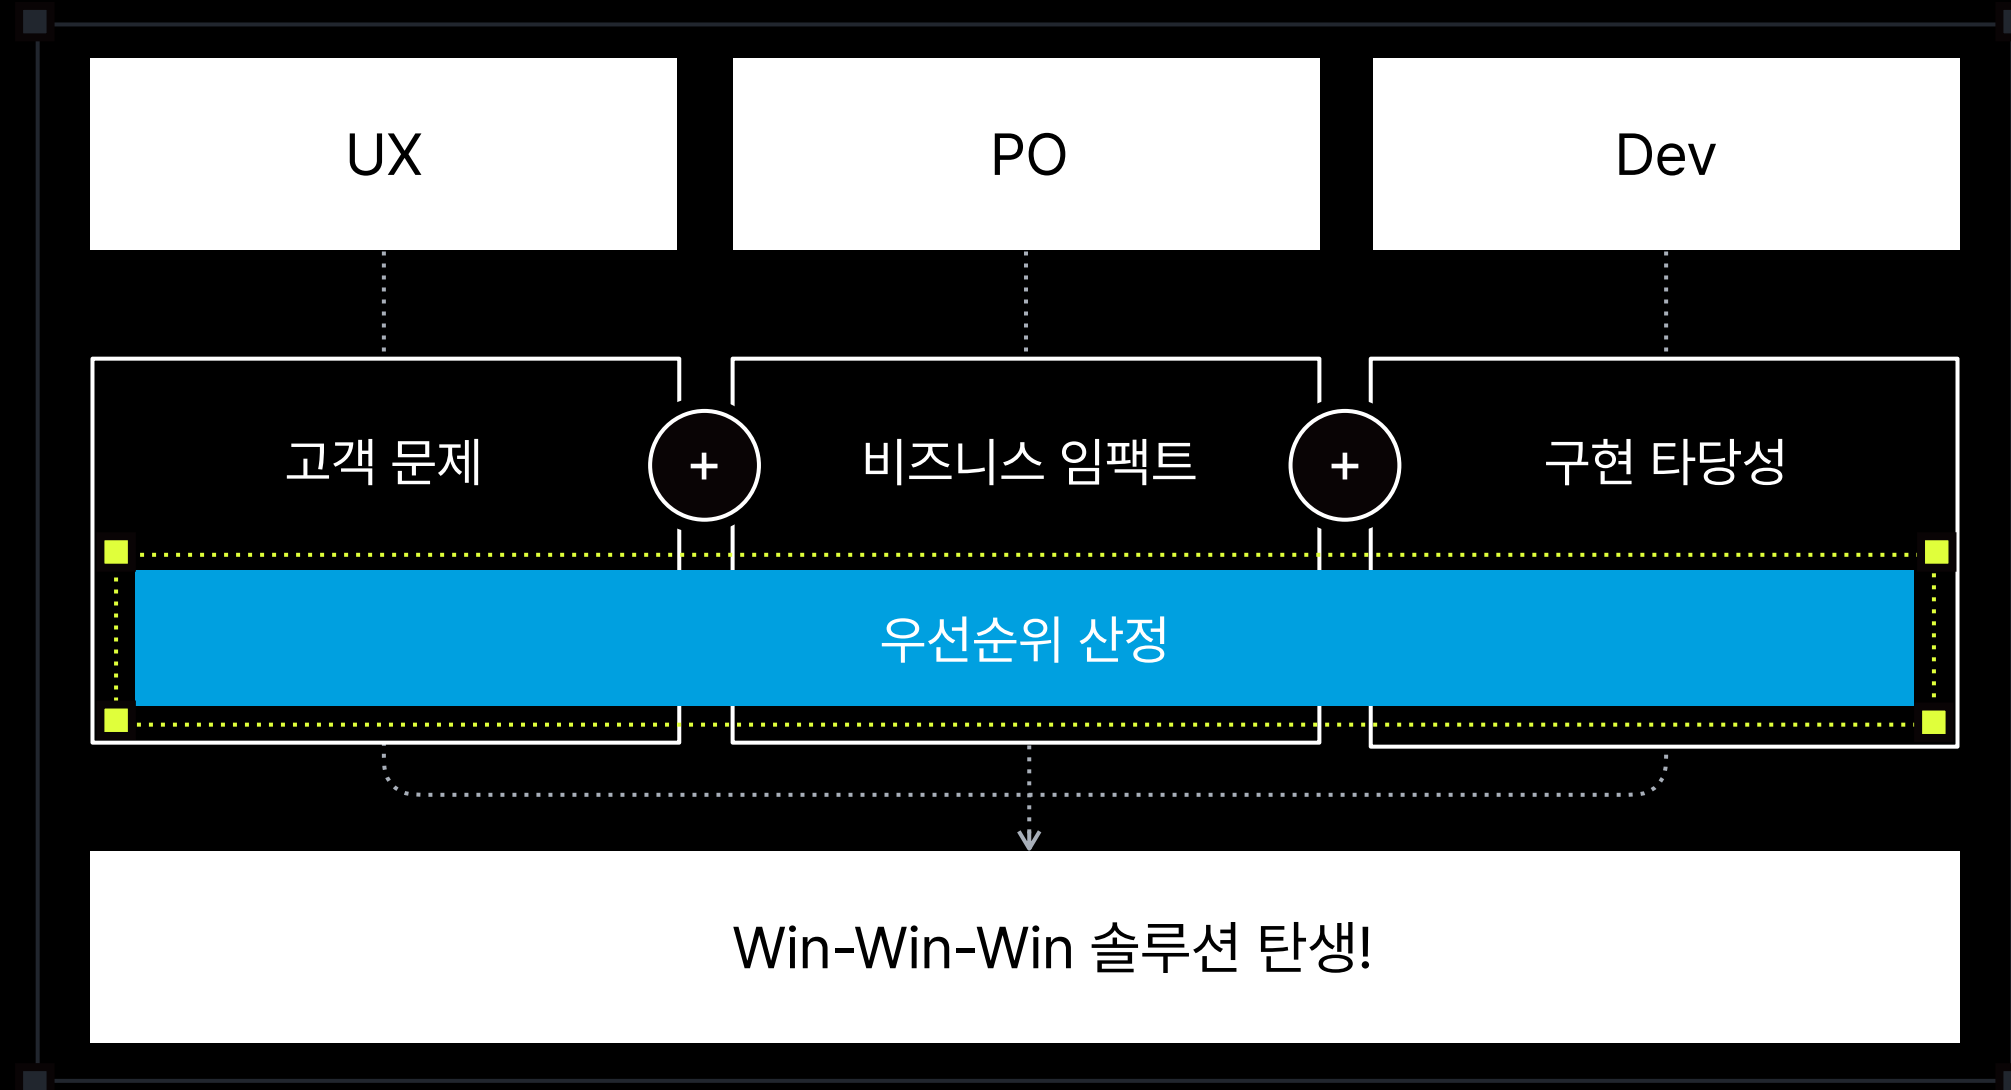 UX
PO
Dev
고객 문제
+
비즈니스 임팩트
+
구현 타당성
우선순위 산정
Win-Win-Win 솔루션 탄생!